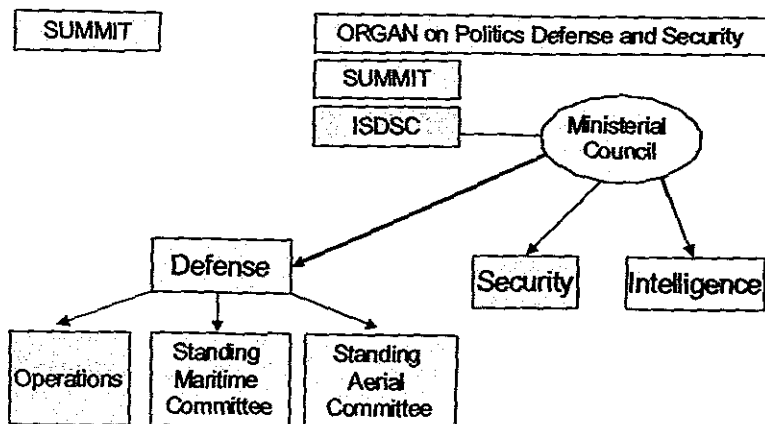 SUMMIT
ORGAN on Politics Defense and Security
SUMMIT
ISDSC
Ministerial
Council
Defense
Security
Intelligence
Operations
Standing
Maritime
Committee
Standing
Aerial
Committee